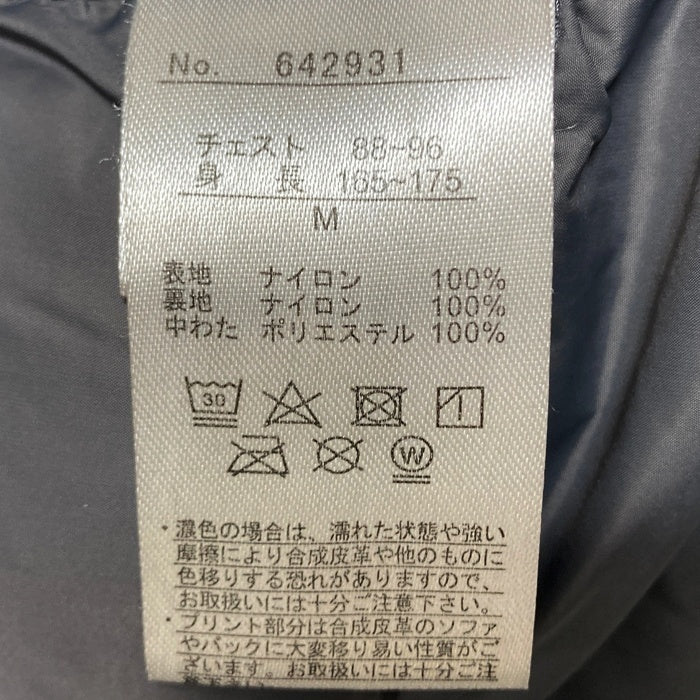 No. 642931
チェスト 88~96
身長 165~175
M
表地 ナイロン 100%
裏地 ナイロン 100%
中わた ポリエステル 100%
30
W
・濃色の場合は、濡れた状態や強い
摩擦により合成皮革や他のものに
色移りする恐れがありますので、
お取扱いには十分ご注意下さい。
・プリント部分は合成皮革のソファ
やバックに大変移り易い性質がご
ざいます。お取扱いには十分ご注